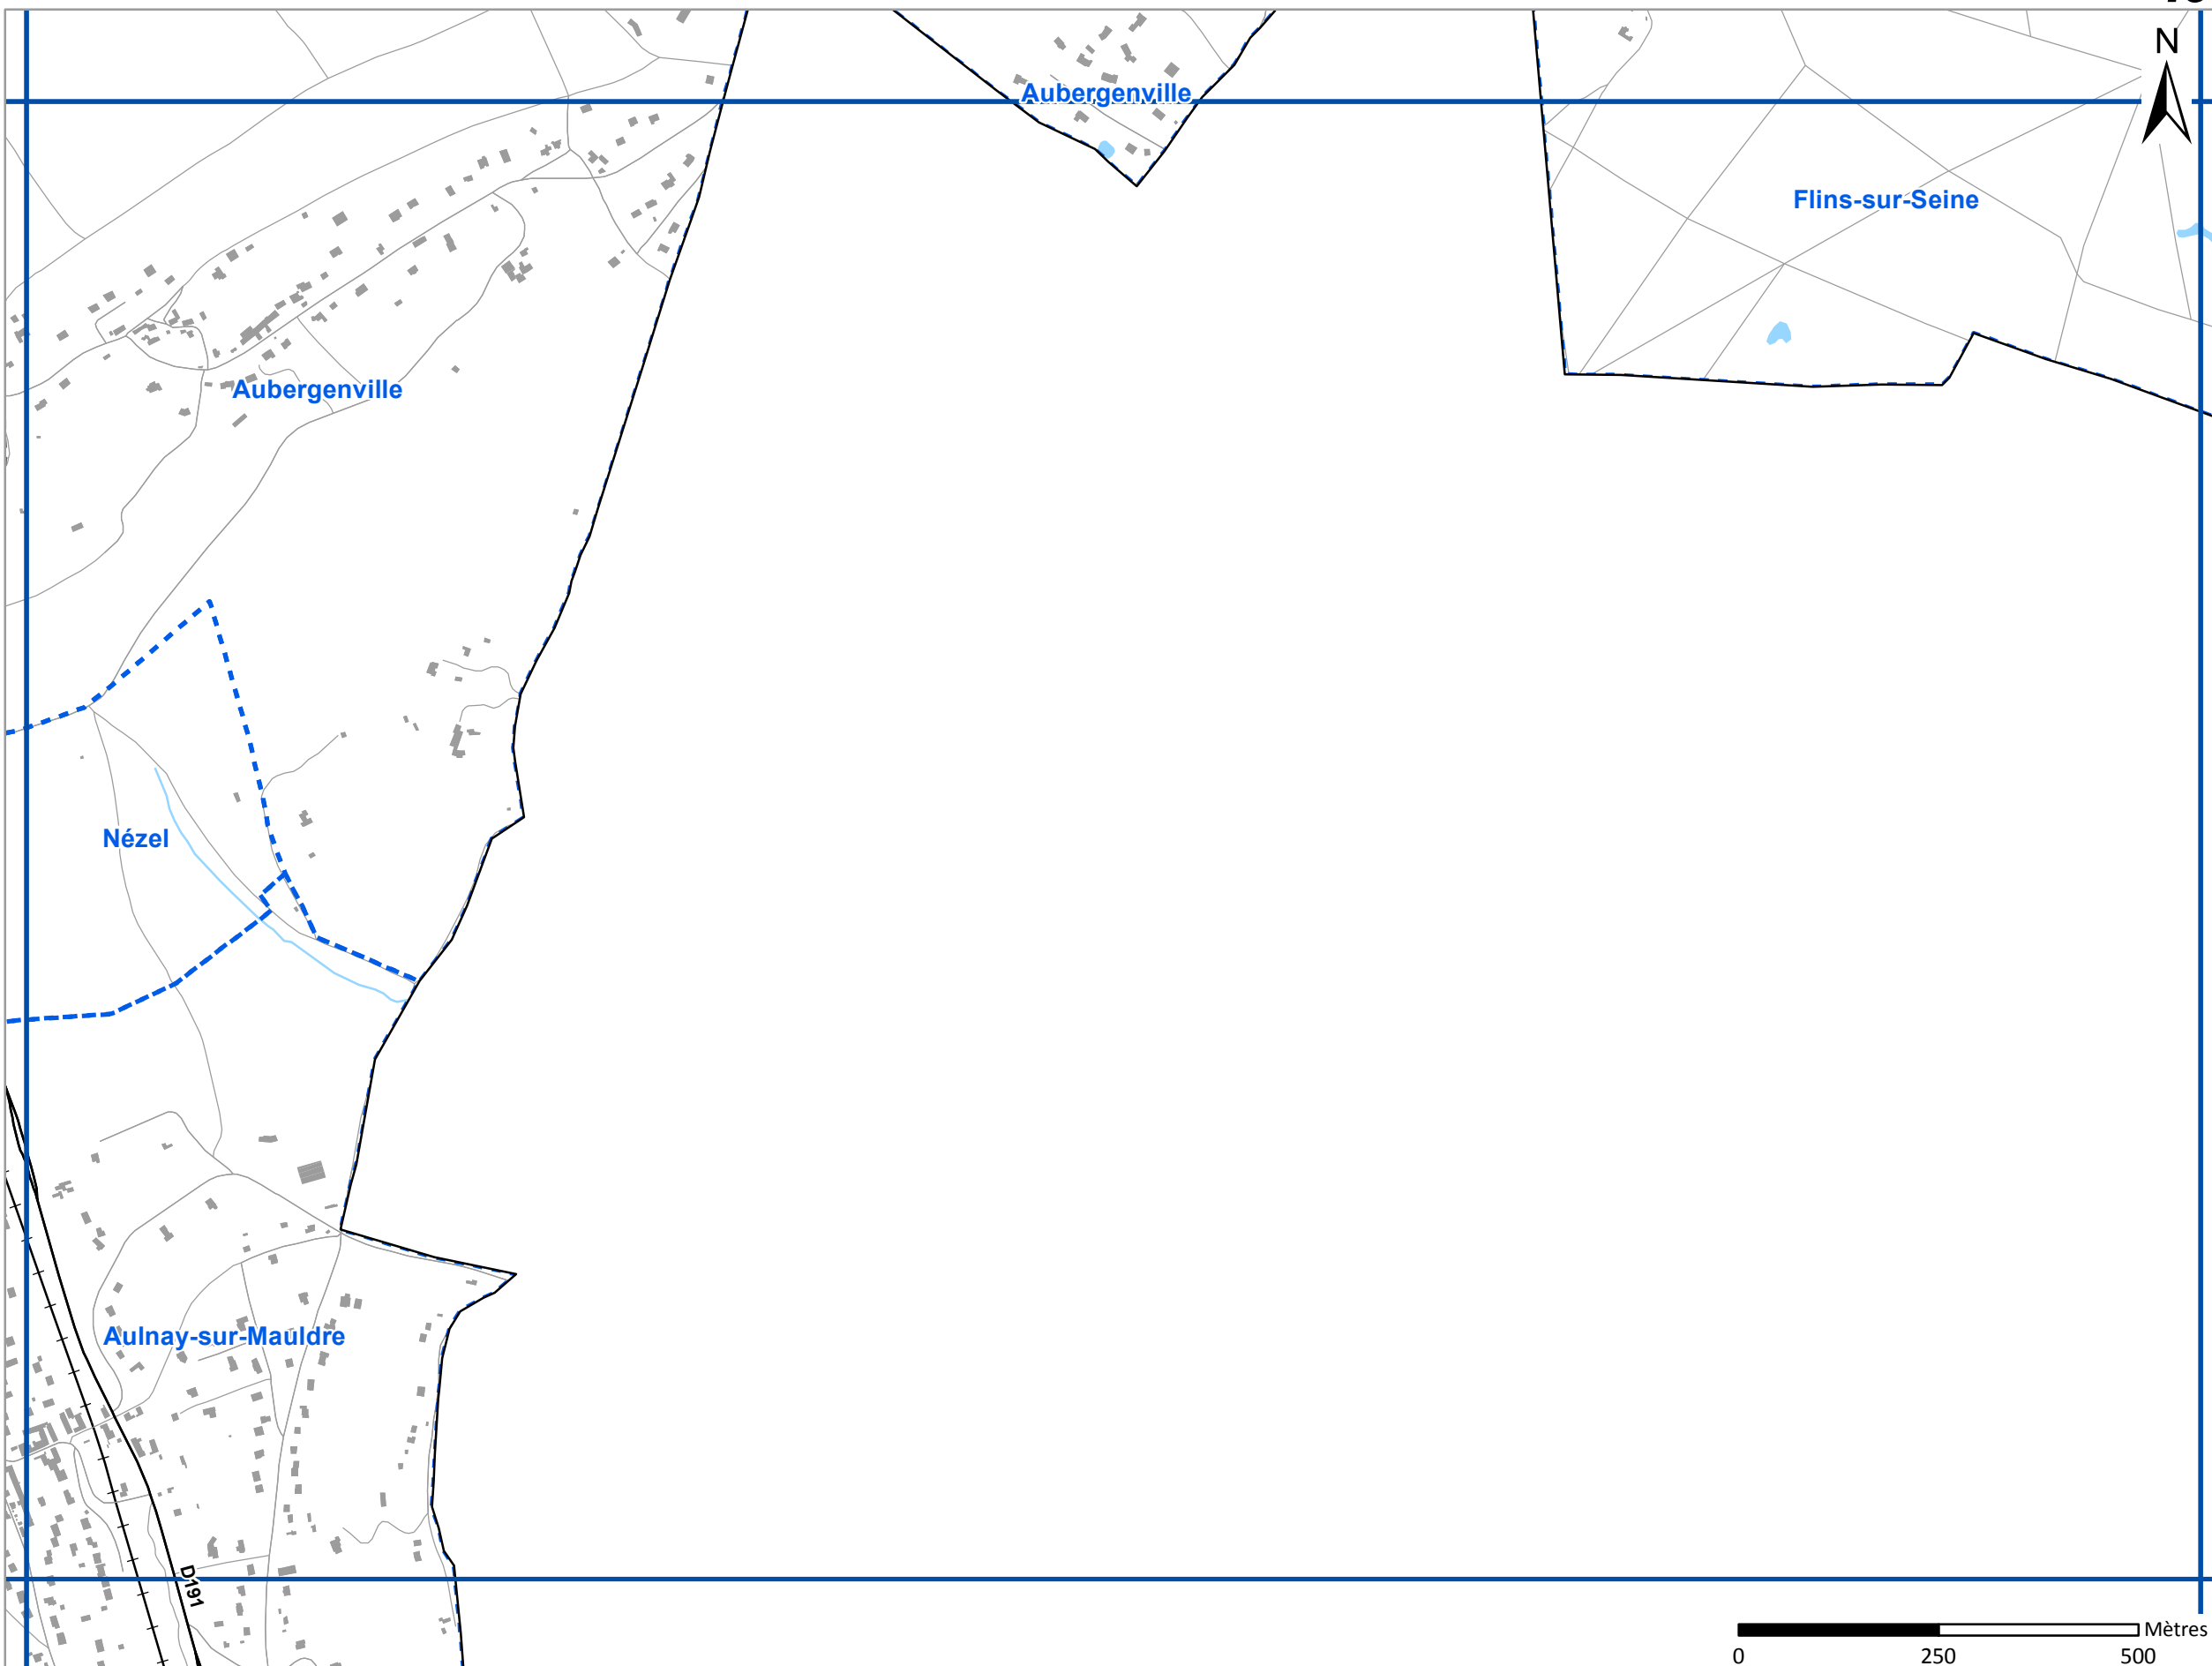 N
Aubergenville
Flins-sur-Seine
Aubergenville
Nézel
Aulnay-sur-Mauldre
D191
Mètres
0 250 500